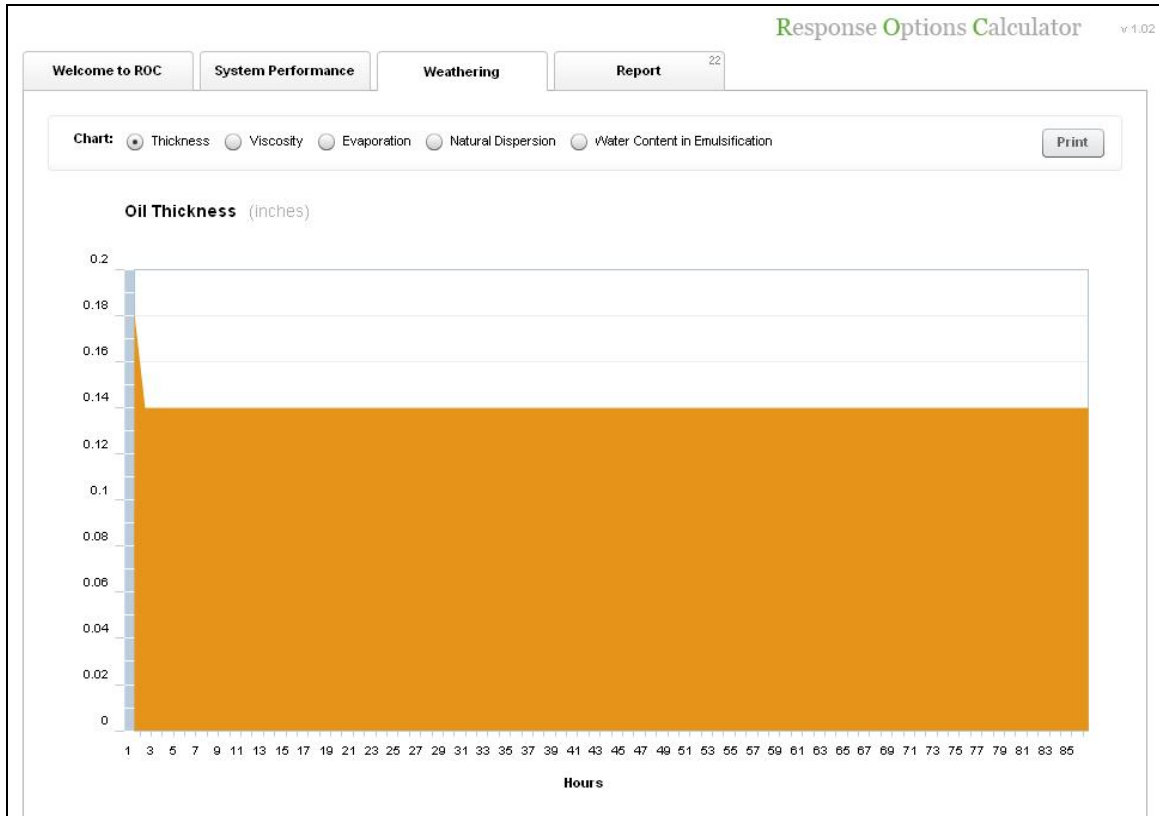 Response Options Calculator v 1.02
Welcome to ROC System Performance Weathering Report 22
Chart: Thickness Viscosity Evaporation Natural Dispersion Water Content in Emulsification Print
Oil Thickness (inches)
0.2
0.18
0.16
0.14
0.12
0.1
0.08
0.06
0.04
0.02
0
1 3 5 7 9 11 13 15 17 19 21 23 25 27 29 31 33 35 37 39 41 43 45 47 49 51 53 55 57 59 61 63 65 67 69 71 73 75 77 79 81 83 85
Hours